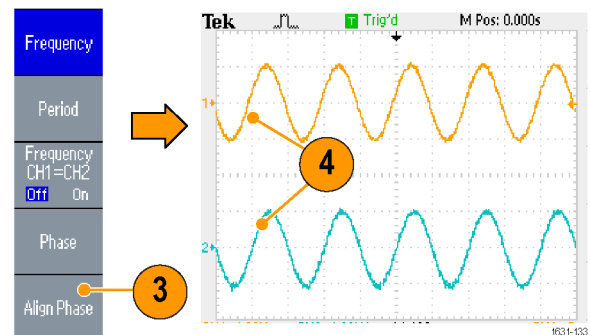 Frequency
Period
Frequency
CH1=CH2
Off On
Phase
Align Phase
3
Tek T Trig'd M Pos: 0.000s
1
4
2
1631-133